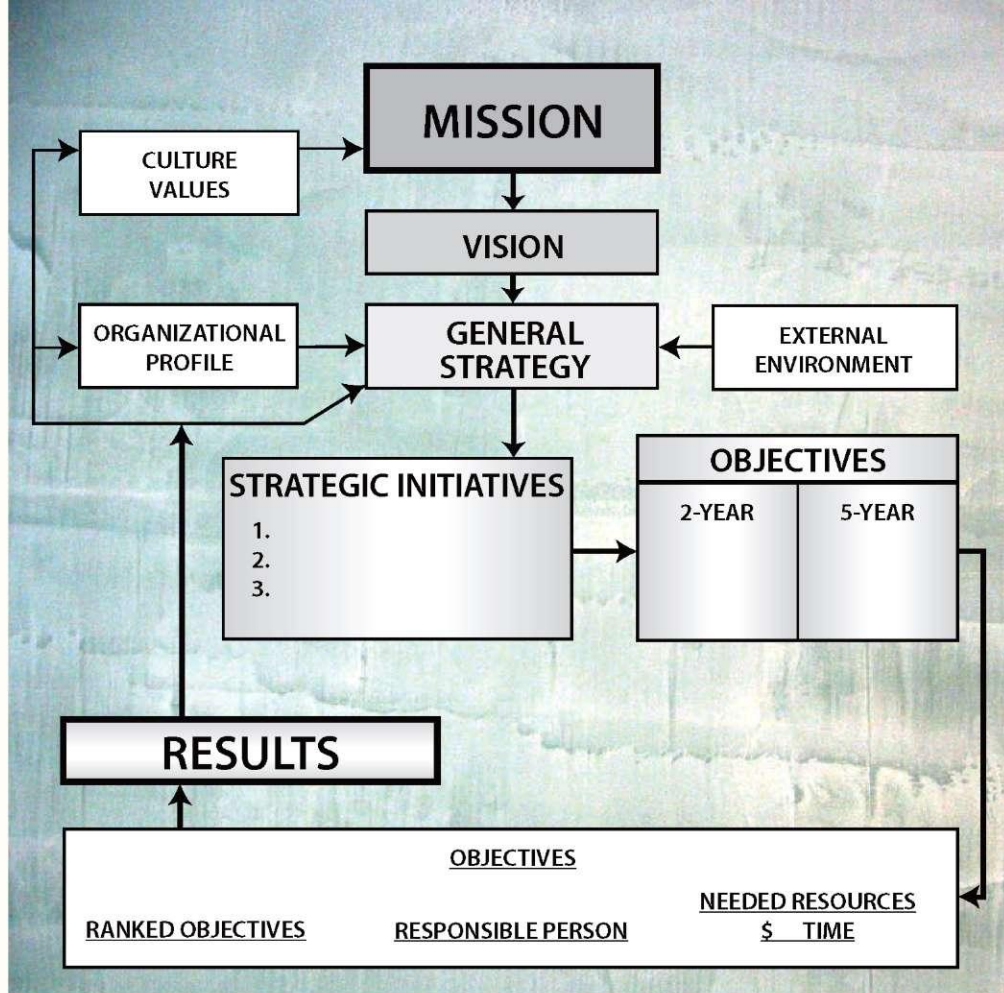 MISSION
CULTURE
VALUES
VISION
ORGANIZATIONAL
PROFILE
GENERAL
STRATEGY
EXTERNAL
ENVIRONMENT
STRATEGIC INITIATIVES
1.
2.
3.
OBJECTIVES
2-YEAR 5-YEAR
RESULTS
OBJECTIVES
RANKED OBJECTIVES
RESPONSIBLE PERSON
NEEDED RESOURCES
$ TIME